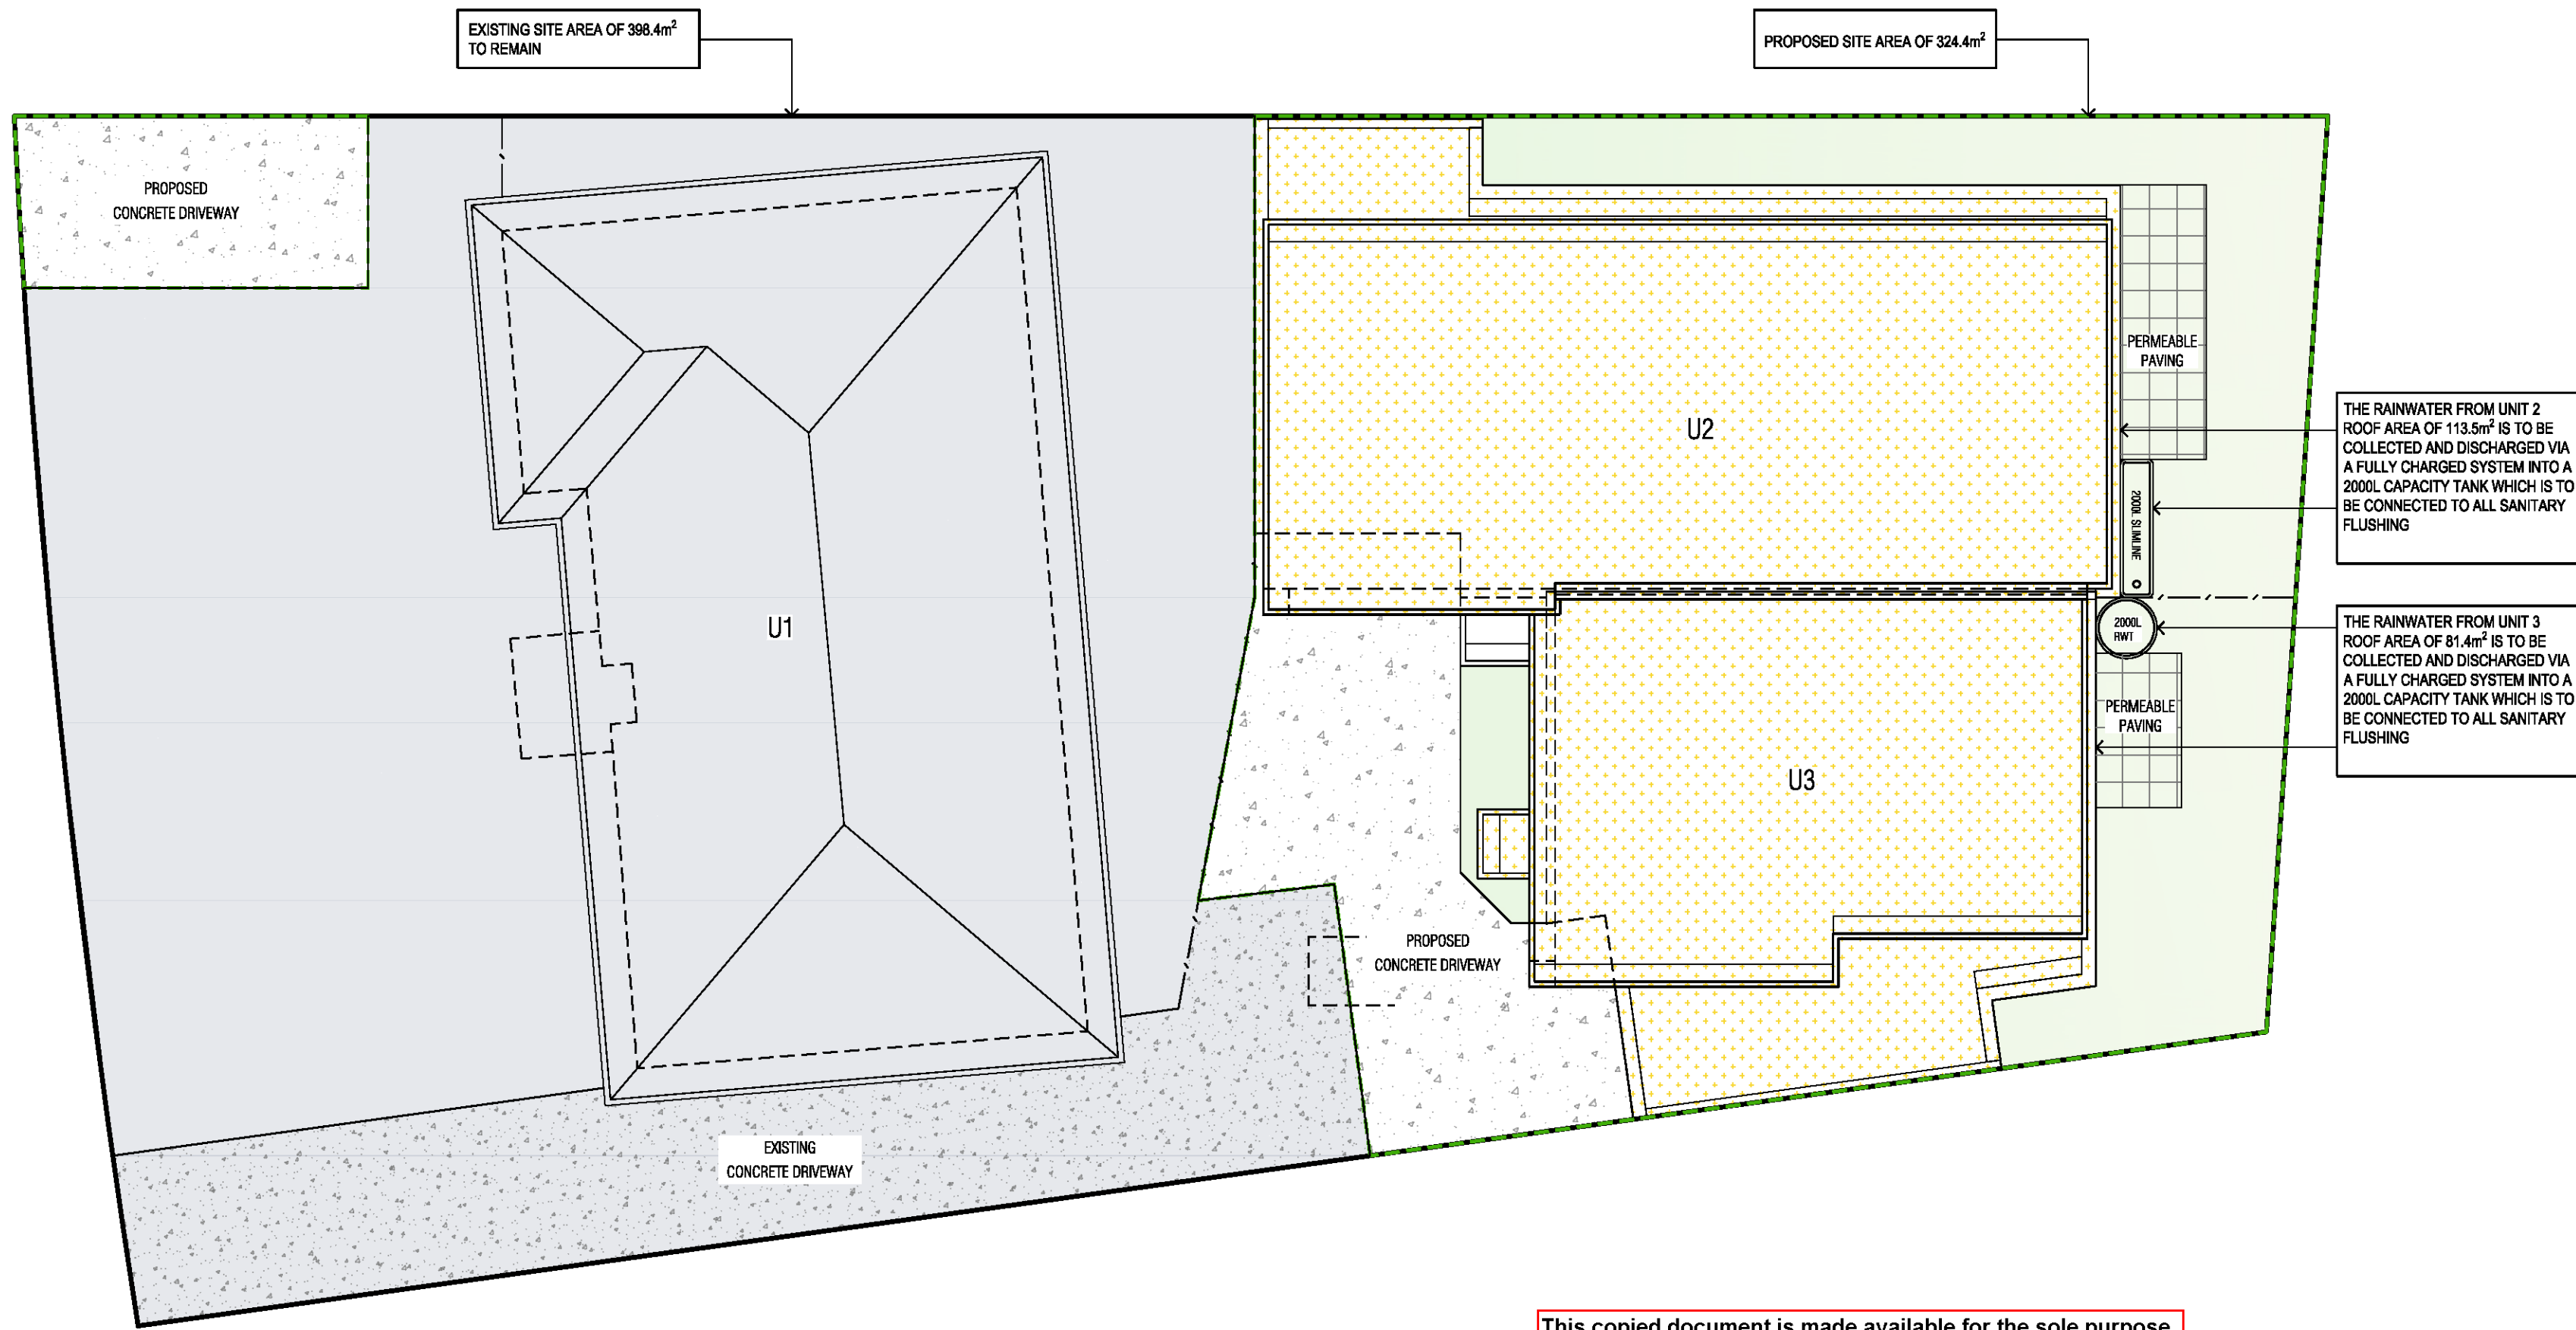 EXISTING SITE AREA OF 398.4m²
TO REMAIN
PROPOSED SITE AREA OF 324.4m²
PROPOSED
CONCRETE DRIVEWAY
U1
U2
U3
PERMEABLE
PAVING
2000L SLIMLINE
2000L
RWT
PERMEABLE
PAVING
THE RAINWATER FROM UNIT 2
ROOF AREA OF 113.5m² IS TO BE
COLLECTED AND DISCHARGED VIA
A FULLY CHARGED SYSTEM INTO A
2000L CAPACITY TANK WHICH IS TO
BE CONNECTED TO ALL SANITARY
FLUSHING
THE RAINWATER FROM UNIT 3
ROOF AREA OF 81.4m² IS TO BE
COLLECTED AND DISCHARGED VIA
A FULLY CHARGED SYSTEM INTO A
2000L CAPACITY TANK WHICH IS TO
BE CONNECTED TO ALL SANITARY
FLUSHING
PROPOSED
CONCRETE DRIVEWAY
EXISTING
CONCRETE DRIVEWAY
This copied document is made available for the sole purpose